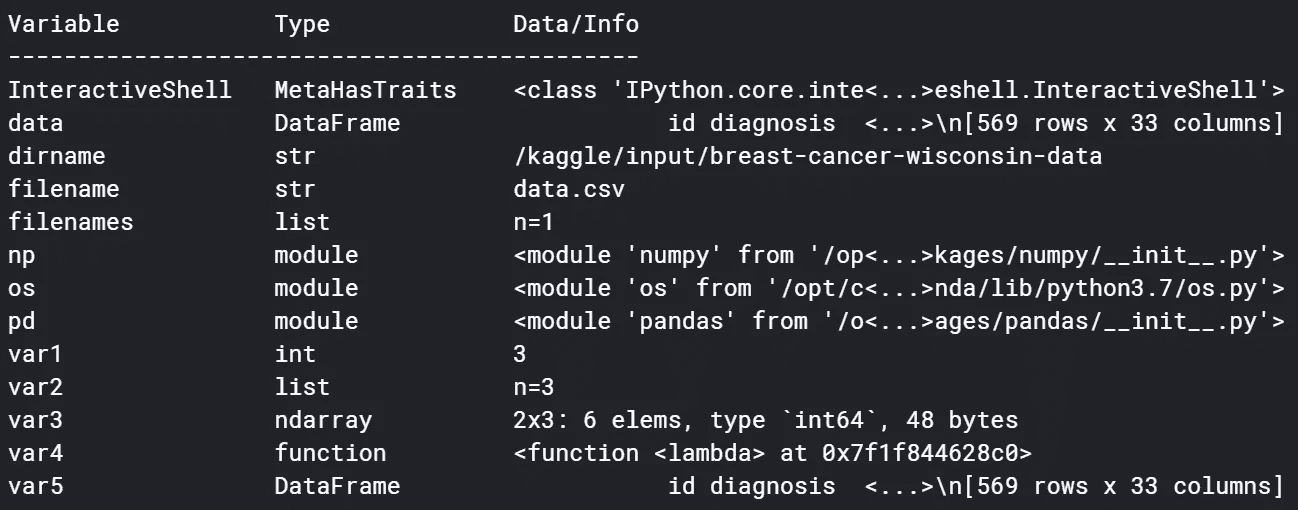 Variable Type Data/Info
---------------------------------------------
InteractiveShell MetaHasTraits <class 'IPython.core.inte<...>eshell.InteractiveShell'>
data DataFrame id diagnosis <...>\n[569 rows x 33 columns]
dirname str /kaggle/input/breast-cancer-wisconsin-data
filename str data.csv
filenames list n=1
np module <module 'numpy' from '/op<...>kages/numpy/__init__.py'>
os module <module 'os' from '/opt/c<...>nda/lib/python3.7/os.py'>
pd module <module 'pandas' from '/o<...>ages/pandas/__init__.py'>
var1 int 3
var2 list n=3
var3 ndarray 2x3: 6 elems, type `int64`, 48 bytes
var4 function <function <lambda> at 0x7f1f844628c0>
var5 DataFrame id diagnosis <...>\n[569 rows x 33 columns]